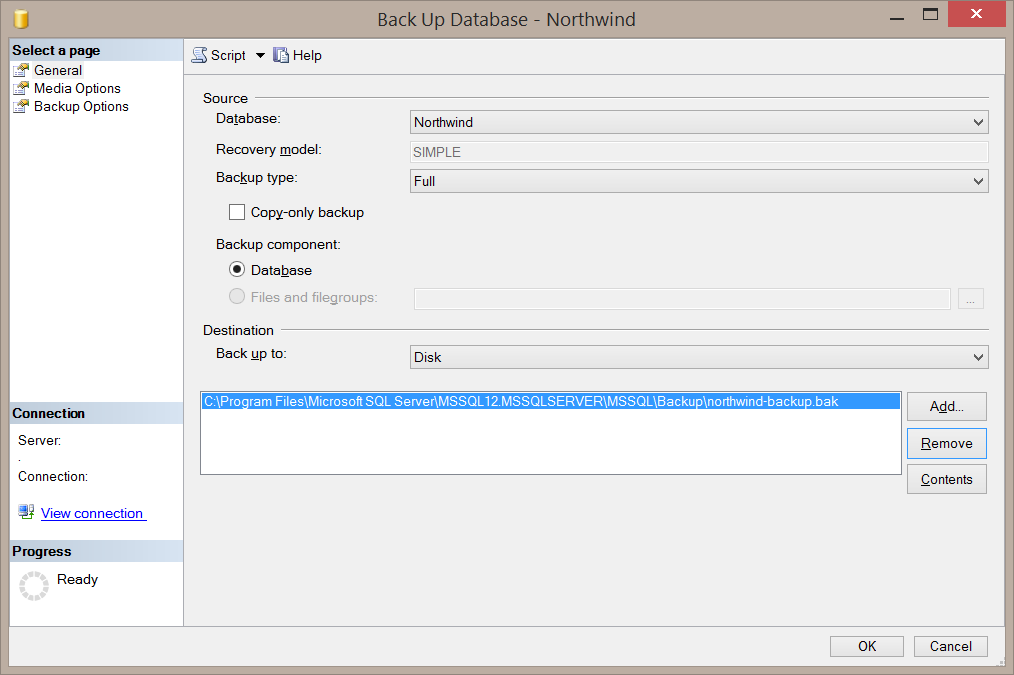 Back Up Database - Northwind
Select a page
General
Media Options
Backup Options
Script
Help
Source
Database:
Northwind
Recovery model:
SIMPLE
Backup type:
Full
Copy-only backup
Backup component:
Database
Files and filegroups:
...
Destination
Back up to:
Disk
C:\Program Files\Microsoft SQL Server\MSSQL12.MSSQLSERVER\MSSQL\Backup\northwind-backup.bak
Add...
Remove
Contents
Connection
Server:
.
Connection:
View connection
Progress
Ready
OK
Cancel